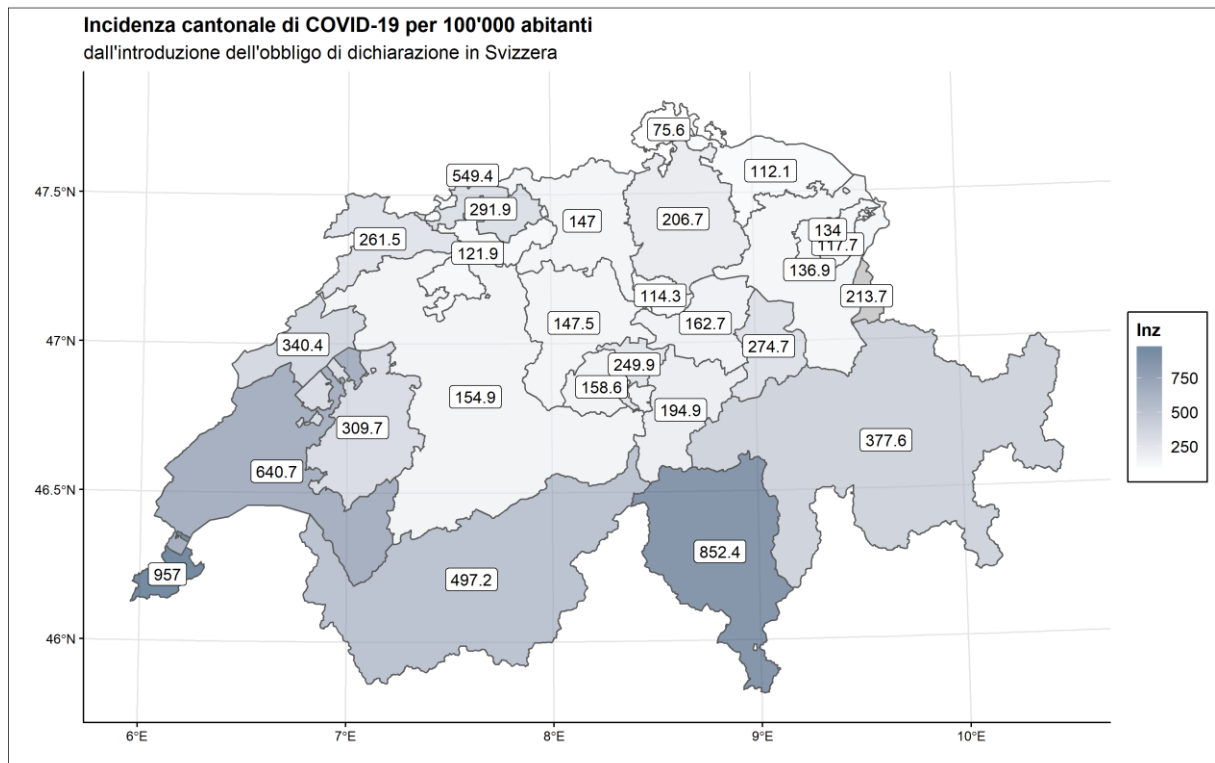 Incidenza cantonale di COVID-19 per 100'000 abitanti
dall'introduzione dell'obbligo di dichiarazione in Svizzera
75.6
549.4
112.1
47.5°N
291.9
147
206.7
134
261.5
117.7
121.9
136.9
114.3
213.7
147.5
162.7
Inz
340.4
274.7
47°N
249.9
750
158.6
154.9
194.9
500
309.7
377.6
250
640.7
46.5°N
852.4
957
497.2
46°N
6°E
7°E
8°E
9°E
10°E